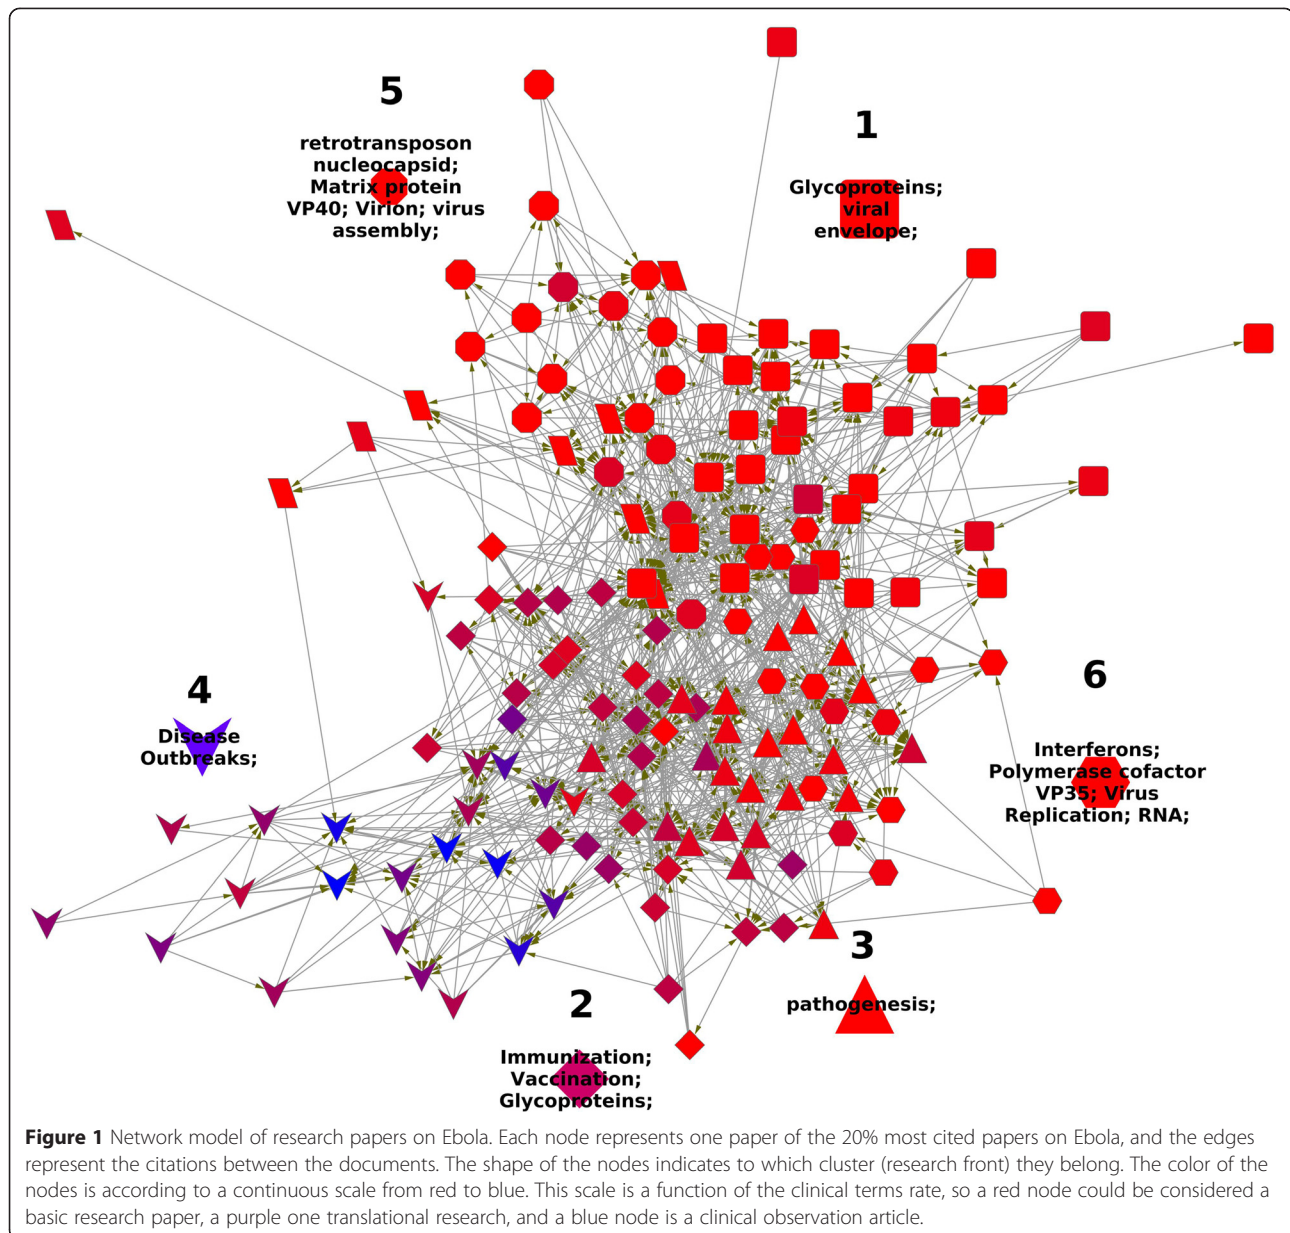 5
retrotransposon
nucleocapsid;
Matrix protein
VP40; Virion; virus
assembly;
1
Glycoproteins;
viral
envelope;
4
Disease
Outbreaks;
6
Interferons;
Polymerase cofactor
VP35; Virus
Replication; RNA;
3
pathogenesis;
2
Immunization;
Vaccination;
Glycoproteins;
Figure 1 Network model of research papers on Ebola. Each node represents one paper of the 20% most cited papers on Ebola, and the edges
represent the citations between the documents. The shape of the nodes indicates to which cluster (research front) they belong. The color of the
nodes is according to a continuous scale from red to blue. This scale is a function of the clinical terms rate, so a red node could be considered a
basic research paper, a purple one translational research, and a blue node is a clinical observation article.